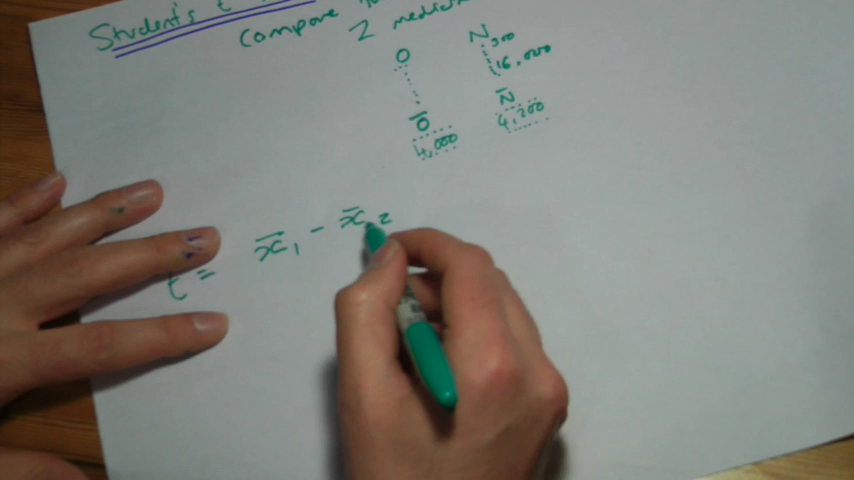 Student's t
Compare
2 medic
O N
300
16,000
O̅ N̅
4,000 4,200
t = x̅₁ - x̅₂